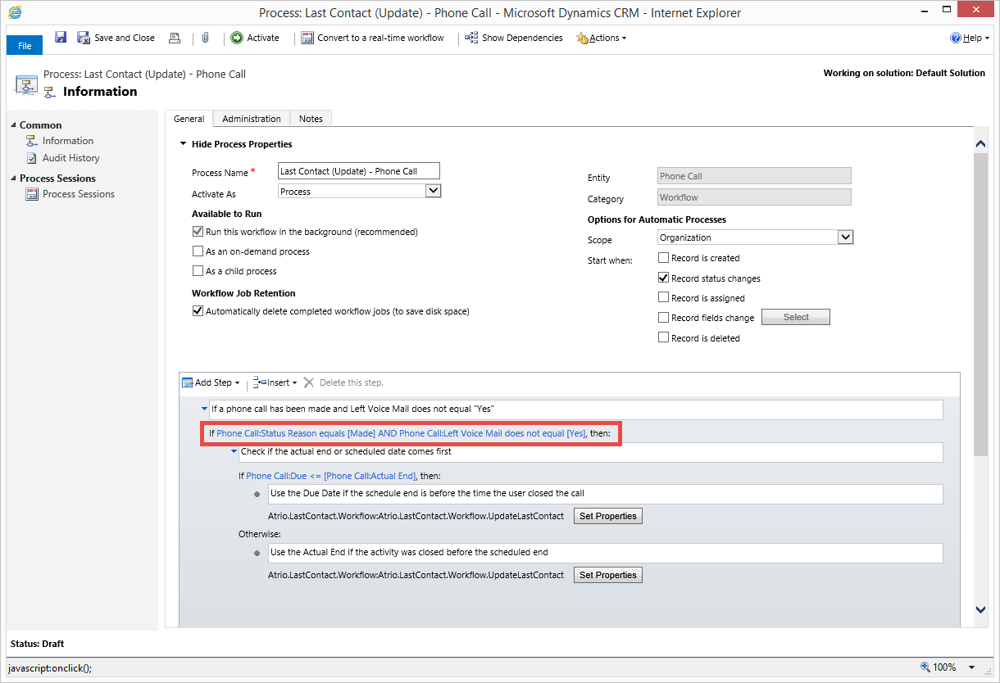 Process: Last Contact (Update) - Phone Call - Microsoft Dynamics CRM - Internet Explorer
File
Save and Close
Activate
Convert to a real-time workflow
Show Dependencies
Actions
Help
Process: Last Contact (Update) - Phone Call
Information
Working on solution: Default Solution
Common
Information
Audit History
Process Sessions
Process Sessions
General
Administration
Notes
Hide Process Properties
Process Name *
Last Contact (Update) - Phone Call
Activate As
Process
Available to Run
Run this workflow in the background (recommended)
As an on-demand process
As a child process
Workflow Job Retention
Automatically delete completed workflow jobs (to save disk space)
Entity
Phone Call
Category
Workflow
Options for Automatic Processes
Scope
Organization
Start when:
Record is created
Record status changes
Record is assigned
Record fields change
Select
Record is deleted
Add Step
Insert
Delete this step.
If a phone call has been made and Left Voice Mail does not equal "Yes"
If Phone Call:Status Reason equals [Made] AND Phone Call:Left Voice Mail does not equal [Yes], then:
Check if the actual end or scheduled date comes first
If Phone Call:Due <= [Phone Call:Actual End], then:
Use the Due Date if the schedule end is before the time the user closed the call
Atrio.LastContact.Workflow:Atrio.LastContact.Workflow.UpdateLastContact
Set Properties
Otherwise:
Use the Actual End if the activity was closed before the scheduled end
Atrio.LastContact.Workflow:Atrio.LastContact.Workflow.UpdateLastContact
Set Properties
Status: Draft
javascript:onclick();
100%